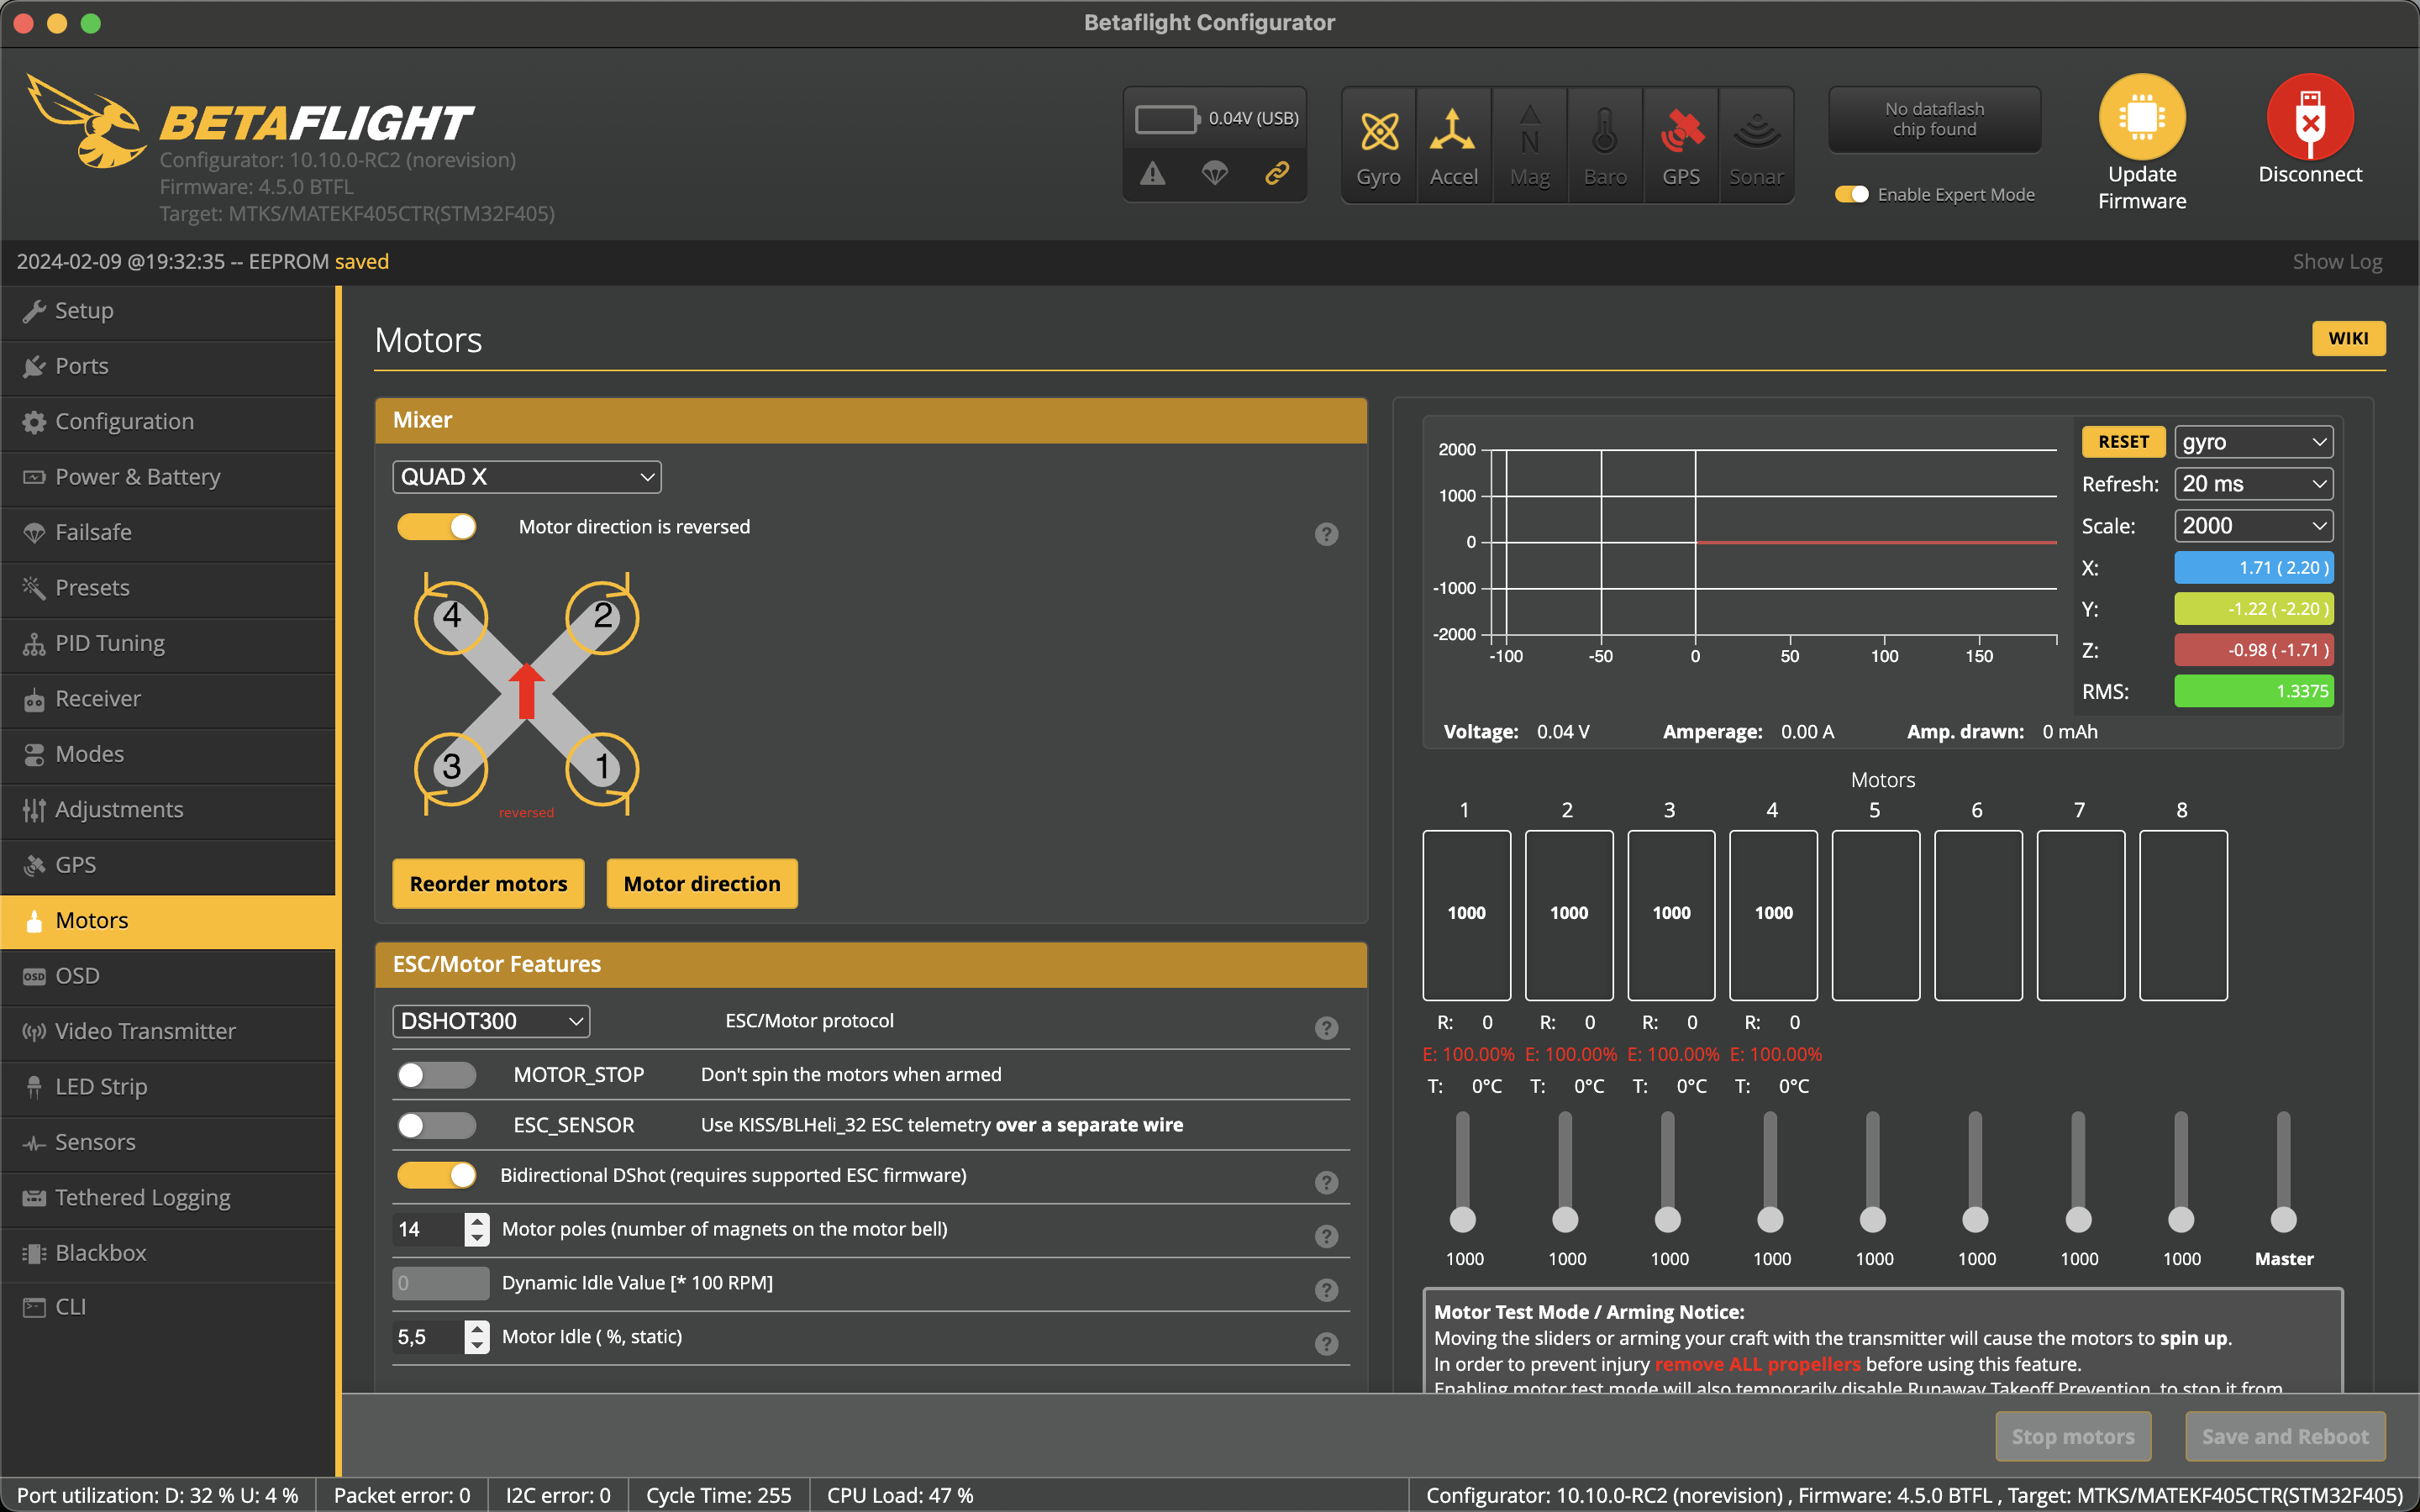 Betaflight Configurator
BETAFLIGHT
Configurator: 10.10.0-RC2 (norevision)
Firmware: 4.5.0 BTFL
Target: MTKS/MATEKF405CTR(STM32F405)
0.04V (USB)
Gyro
Accel
N
Mag
Baro
GPS
Sonar
No dataflash
chip found
Enable Expert Mode
Update
Firmware
Disconnect
2024-02-09 @19:32:35 -- EEPROM saved
Show Log
Setup
Ports
Configuration
Power & Battery
Failsafe
Presets
PID Tuning
Receiver
Modes
Adjustments
GPS
Motors
OSD OSD
Video Transmitter
LED Strip
Sensors
Tethered Logging
Blackbox
CLI
Motors
WIKI
Mixer
QUAD X
Motor direction is reversed
?
4
2
3
1
reversed
Reorder motors
Motor direction
ESC/Motor Features
DSHOT300 ESC/Motor protocol ?
MOTOR_STOP Don't spin the motors when armed
ESC_SENSOR Use KISS/BLHeli_32 ESC telemetry over a separate wire
Bidirectional DShot (requires supported ESC firmware) ?
14 Motor poles (number of magnets on the motor bell) ?
0 Dynamic Idle Value [* 100 RPM] ?
5,5 Motor Idle ( %, static) ?
2000
1000
0
-1000
-2000
-100 -50 0 50 100 150
RESET gyro
Refresh: 20 ms
Scale: 2000
X: 1.71 ( 2.20 )
Y: -1.22 ( -2.20 )
Z: -0.98 ( -1.71 )
RMS: 1.3375
Voltage: 0.04 V Amperage: 0.00 A Amp. drawn: 0 mAh
Motors
1 2 3 4 5 6 7 8
1000 1000 1000 1000
R: 0 R: 0 R: 0 R: 0
E: 100.00% E: 100.00% E: 100.00% E: 100.00%
T: 0°C T: 0°C T: 0°C T: 0°C
1000 1000 1000 1000 1000 1000 1000 1000 Master
Motor Test Mode / Arming Notice:
Moving the sliders or arming your craft with the transmitter will cause the motors to spin up.
In order to prevent injury remove ALL propellers before using this feature.
Enabling motor test mode will also temporarily disable Runaway Takeoff Prevention, to stop it from
Stop motors
Save and Reboot
Port utilization: D: 32 % U: 4 % Packet error: 0 I2C error: 0 Cycle Time: 255 CPU Load: 47 % Configurator: 10.10.0-RC2 (norevision) , Firmware: 4.5.0 BTFL , Target: MTKS/MATEKF405CTR(STM32F405)